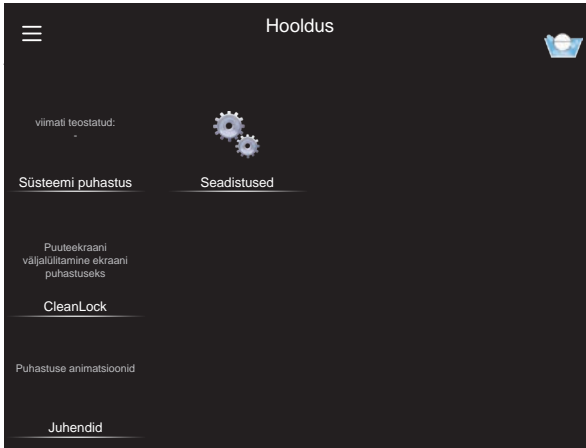 Hooldus
viimati teostatud:
-
Süsteemi puhastus
Seadistused
Puuteekraani
väljalülitamine ekraani
puhastuseks
CleanLock
Puhastuse animatsioonid
Juhendid